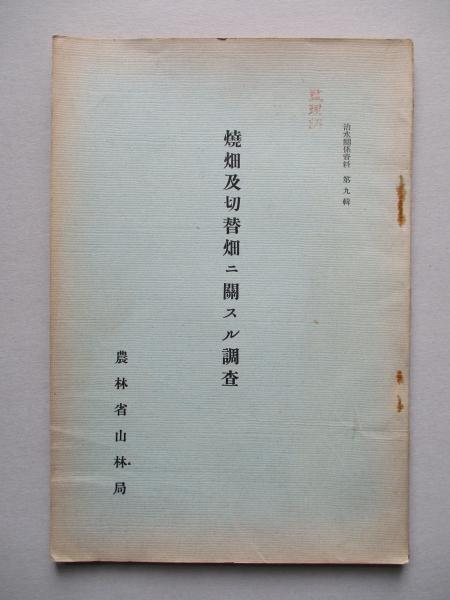 治水關係資料 第九輯
燒畑及切替畑ニ關スル調査
農林省山林局